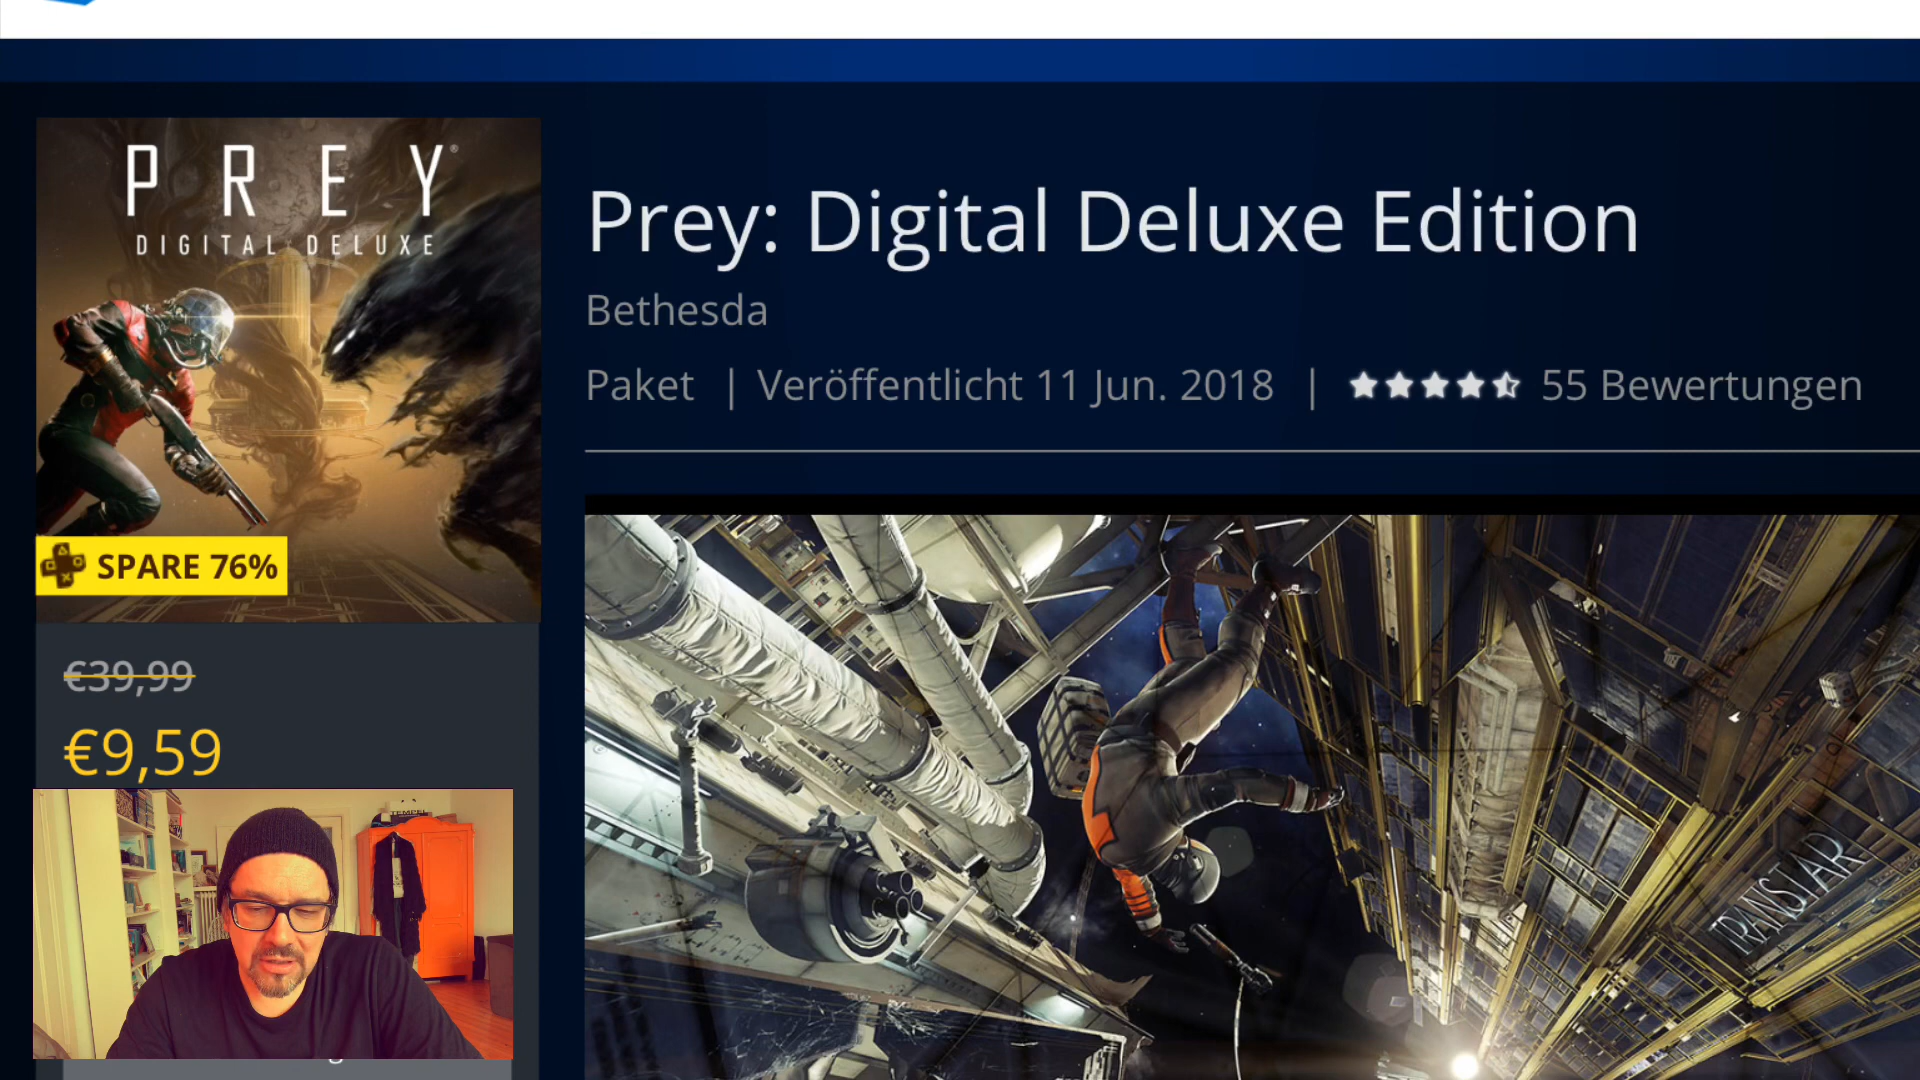 PREY®
DIGITAL DELUXE
SPARE 76%
€39,99
€9,59
Prey: Digital Deluxe Edition
Bethesda
Paket | Veröffentlicht 11 Jun. 2018 | 55 Bewertungen
TRANSTAR